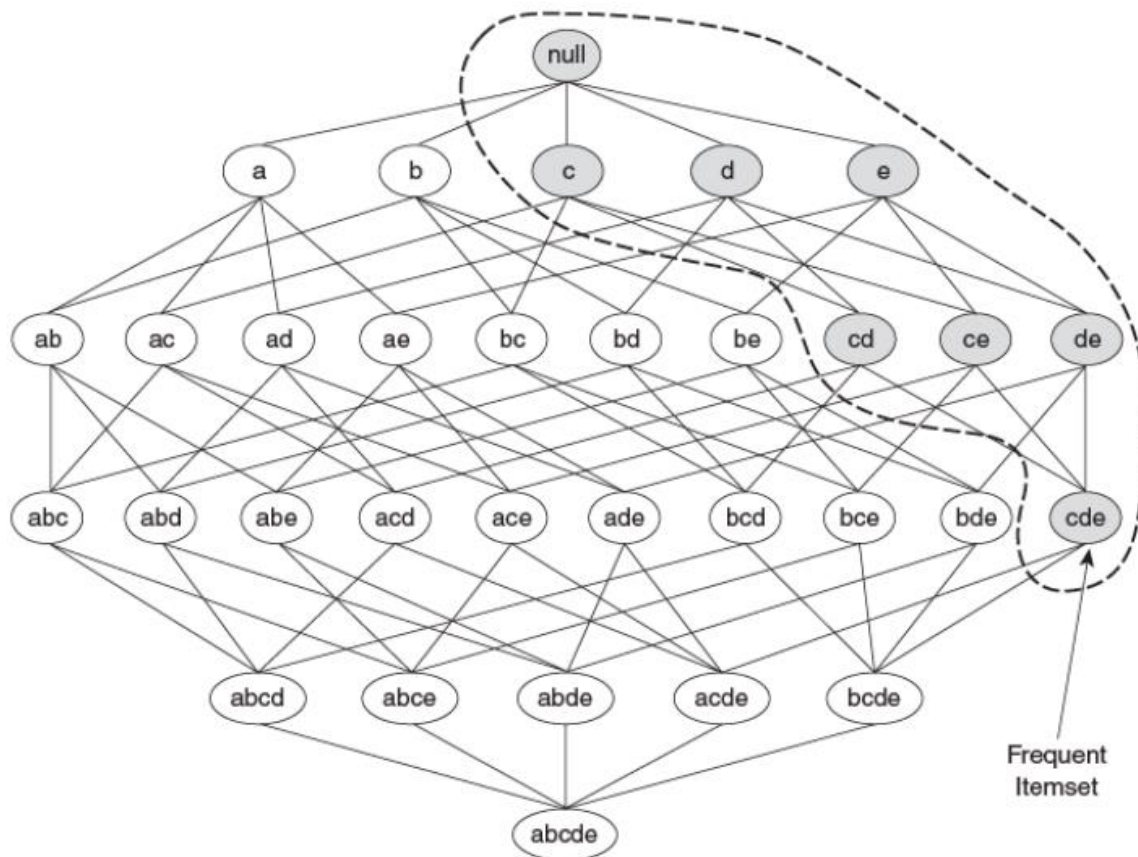 null
a b c d e
ab ac ad ae bc bd be cd ce de
abc abd abe acd ace ade bcd bce bde cde
abcd abce abde acde bcde
Frequent
Itemset
abcde